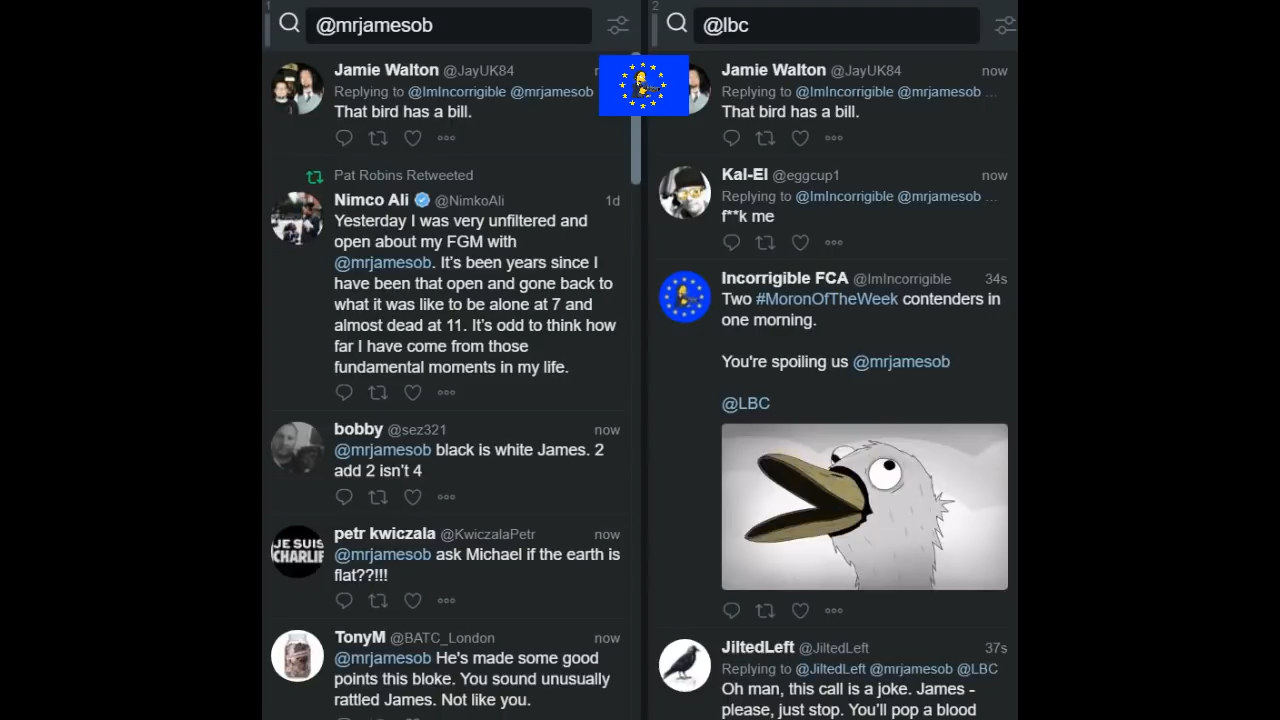 1
@mrjamesob
Jamie Walton @JayUK84
Replying to @ImIncorrigible @mrjamesob
That bird has a bill.
Pat Robins Retweeted
Nimco Ali @NimkoAli 1d
Yesterday I was very unfiltered and
open about my FGM with
@mrjamesob. It's been years since I
have been that open and gone back to
what it was like to be alone at 7 and
almost dead at 11. It's odd to think how
far I have come from those
fundamental moments in my life.
bobby @sez321 now
@mrjamesob black is white James. 2
add 2 isn't 4
JE SUIS
CHARLIE
petr kwiczala @KwiczalaPetr now
@mrjamesob ask Michael if the earth is
flat??!!!
TonyM @BATC_London now
@mrjamesob He's made some good
points this bloke. You sound unusually
rattled James. Not like you.
2
@lbc
Jamie Walton @JayUK84 now
Replying to @ImIncorrigible @mrjamesob ...
That bird has a bill.
Kal-El @eggcup1 now
Replying to @ImIncorrigible @mrjamesob ...
f**k me
Incorrigible FCA @ImIncorrigible 34s
Two #MoronOfTheWeek contenders in
one morning.
You're spoiling us @mrjamesob
@LBC
JiltedLeft @JiltedLeft 37s
Replying to @JiltedLeft @mrjamesob @LBC
Oh man, this call is a joke. James -
please, just stop. You'll pop a blood